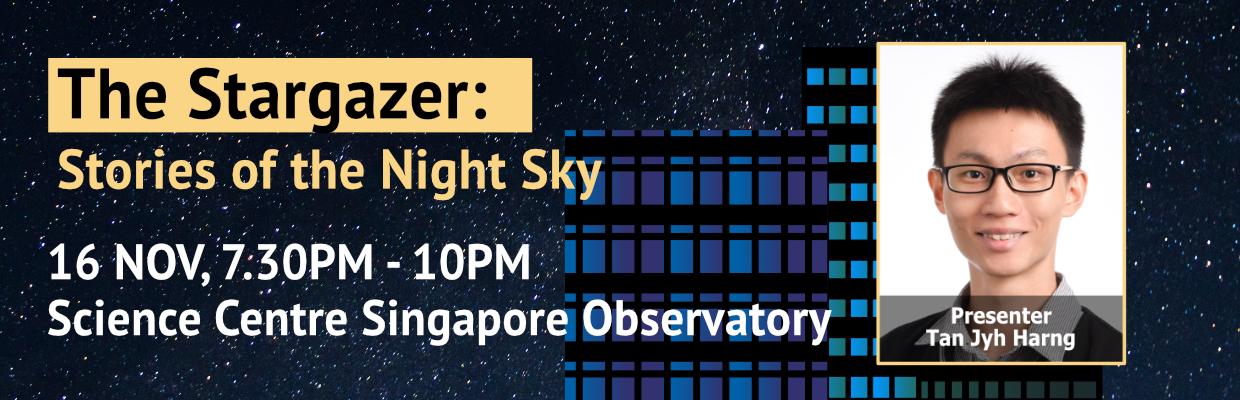 The Stargazer:
Stories of the Night Sky
16 NOV, 7.30PM - 10PM
Science Centre Singapore Observatory
Presenter
Tan Jyh Harng